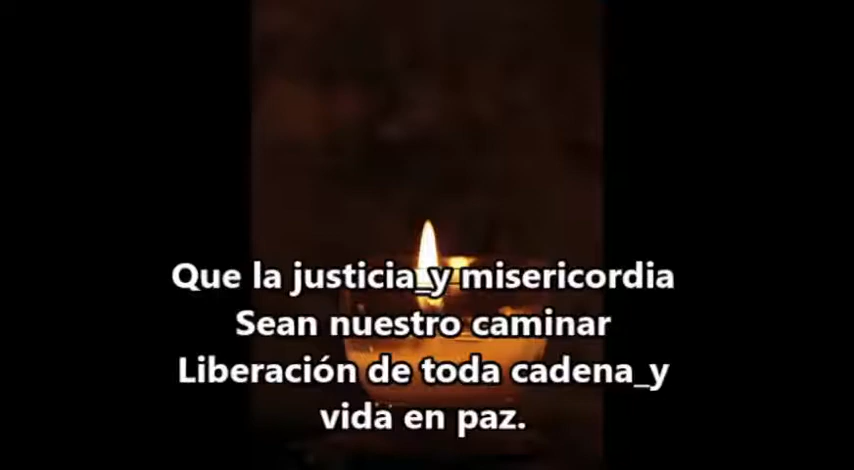 Que la justicia_y misericordia
Sean nuestro caminar
Liberación de toda cadena_y
vida en paz.